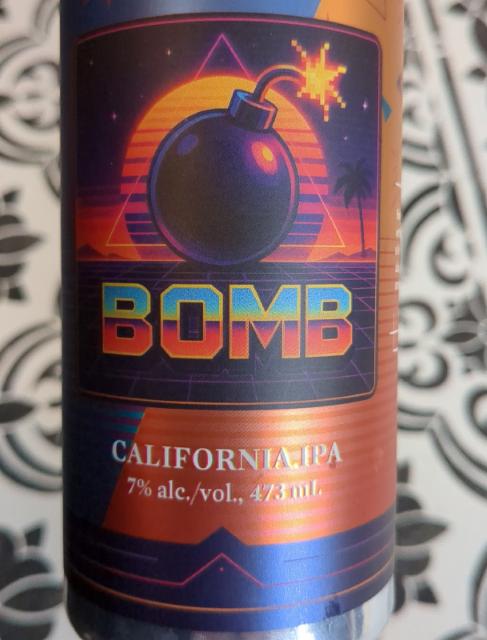 BOMB
CALIFORNIA IPA
7% alc./vol., 473 mL